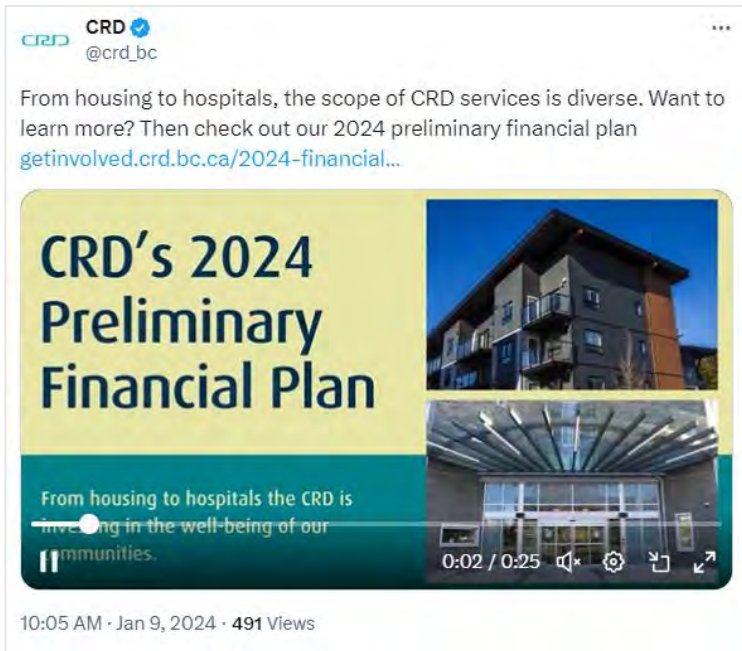 CRD
CRD
@crd_bc
From housing to hospitals, the scope of CRD services is diverse. Want to
learn more? Then check out our 2024 preliminary financial plan
getinvolved.crd.bc.ca/2024-financial...
CRD's 2024
Preliminary
Financial Plan
From housing to hospitals the CRD is
investing in the well-being of our
communities.
0:02 / 0:25
10:05 AM · Jan 9, 2024 · 491 Views